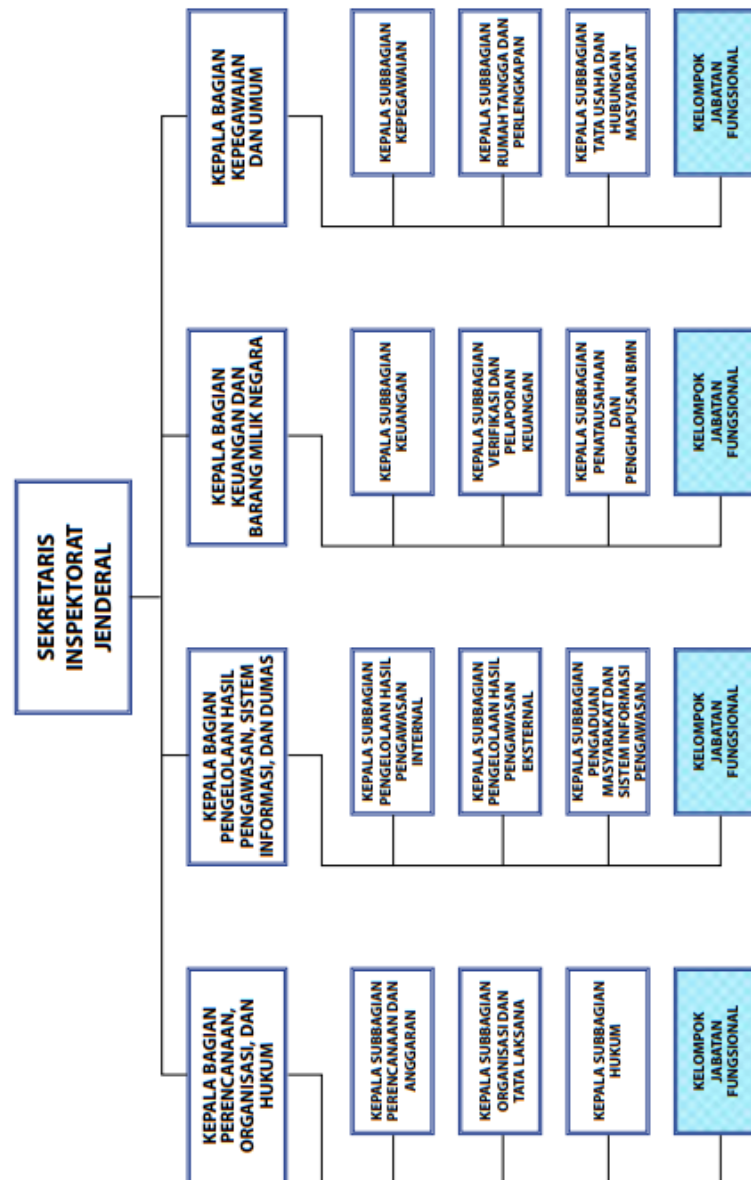 SEKRETARIS
INSPEKTORAT
JENDERAL
KEPALA BAGIAN
PERENCANAAN,
ORGANISASI, DAN
HUKUM
KEPALA SUBBAGIAN
PERENCANAAN DAN
ANGGARAN
KEPALA SUBBAGIAN
ORGANISASI DAN
TATA LAKSANA
KEPALA SUBBAGIAN
HUKUM
KELOMPOK
JABATAN
FUNGSIONAL
KEPALA BAGIAN
PENGELOLAAN HASIL
PENGAWASAN, SISTEM
INFORMASI, DAN DUMAS
KEPALA SUBBAGIAN
PENGELOLAAN HASIL
PENGAWASAN
INTERNAL
KEPALA SUBBAGIAN
PENGELOLAAN HASIL
PENGAWASAN
EKSTERNAL
KEPALA SUBBAGIAN
PENGADUAN
MASYARAKAT DAN
SISTEM INFORMASI
PENGAWASAN
KELOMPOK
JABATAN
FUNGSIONAL
KEPALA BAGIAN
KEUANGAN DAN
BARANG MILIK NEGARA
KEPALA SUBBAGIAN
KEUANGAN
KEPALA SUBBAGIAN
VERIFIKASI DAN
PELAPORAN
KEUANGAN
KEPALA SUBBAGIAN
PENATAUSAHAAN
DAN
PENGHAPUSAN BMN
KELOMPOK
JABATAN
FUNGSIONAL
KEPALA BAGIAN
KEPEGAWAIAN
DAN UMUM
KEPALA SUBBAGIAN
KEPEGAWAIAN
KEPALA SUBBAGIAN
RUMAH TANGGA DAN
PERLENGKAPAN
KEPALA SUBBAGIAN
TATA USAHA DAN
HUBUNGAN
MASYARAKAT
KELOMPOK
JABATAN
FUNGSIONAL